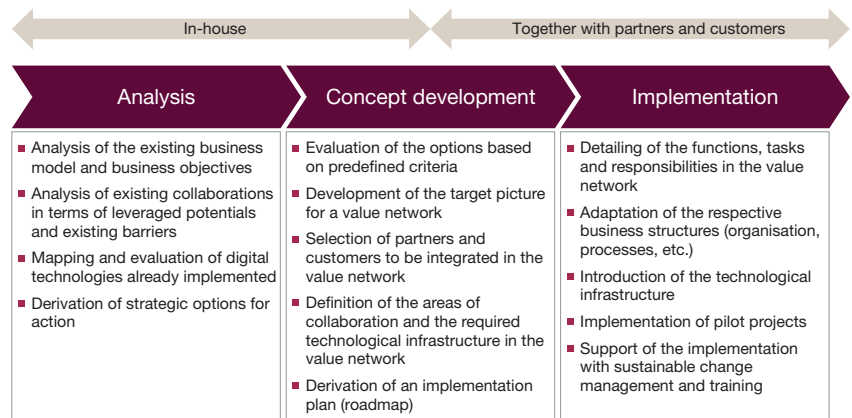 In-house
Together with partners and customers
Analysis
Concept development
Implementation
Analysis of the existing business
model and business objectives
Analysis of existing collaborations
in terms of leveraged potentials
and existing barriers
Mapping and evaluation of digital
technologies already implemented
Derivation of strategic options for
action
Evaluation of the options based
on predefined criteria
Development of the target picture
for a value network
Selection of partners and
customers to be integrated in the
value network
Definition of the areas of
collaboration and the required
technological infrastructure in the
value network
Derivation of an implementation
plan (roadmap)
Detailing of the functions, tasks
and responsibilities in the value
network
Adaptation of the respective
business structures (organisation,
processes, etc.)
Introduction of the technological
infrastructure
Implementation of pilot projects
Support of the implementation
with sustainable change
management and training